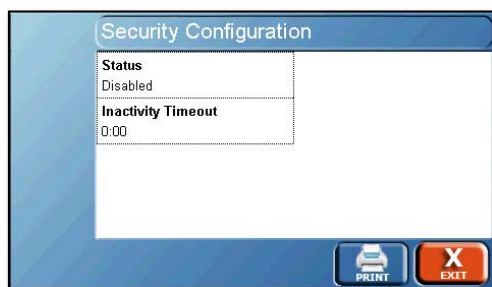 Security Configuration
Status
Disabled
Inactivity Timeout
0:00
PRINT
X
EXIT